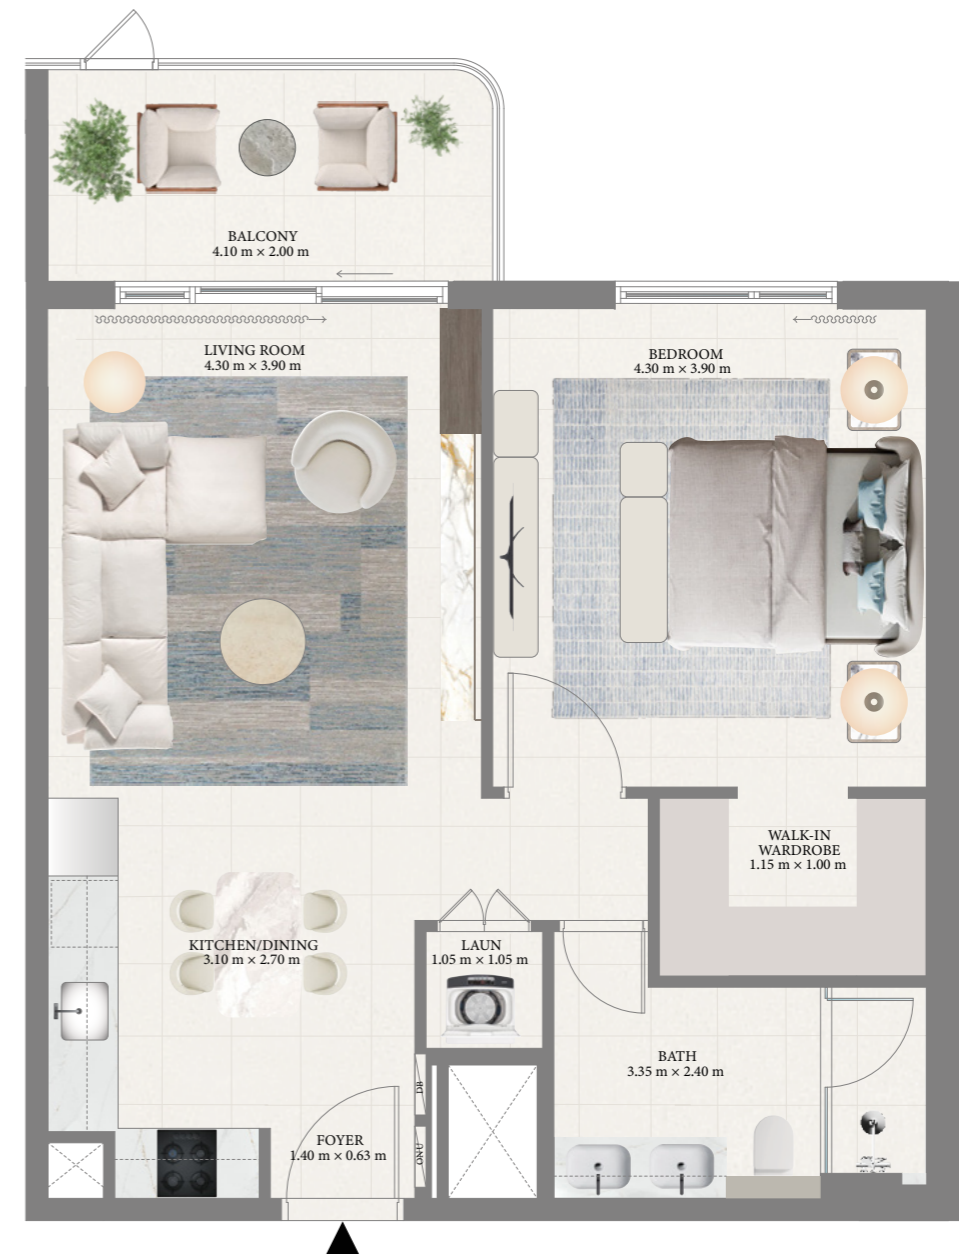 BALCONY
4.10 m × 2.00 m
LIVING ROOM
4.30 m × 3.90 m
BEDROOM
4.30 m × 3.90 m
WALK-IN
WARDROBE
1.15 m × 1.00 m
KITCHEN/DINING
3.10 m × 2.70 m
LAUN
1.05 m × 1.05 m
BATH
3.35 m × 2.40 m
DB
FOYER
1.40 m × 0.63 m
ONU